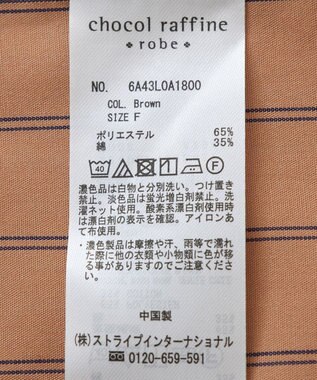 chocol raffine
robe
NO. 6A43L0A1800
COL. Brown
SIZE F
ポリエステル 65%
綿 35%
40
F
濃色品は白物と分別洗い。つけ置き
禁止。淡色品は蛍光増白剤禁止。洗
濯ネット使用。酸素系漂白剤使用時
は漂白剤の表示を確認。アイロンあ
て布使用。
・濃色製品は摩擦や汗、雨等で濡れ
た際に他の衣類や小物類に色が移
る事がありますのでご注意くださ
い。
中国製
(株)ストライプインターナショナル
0120-659-591